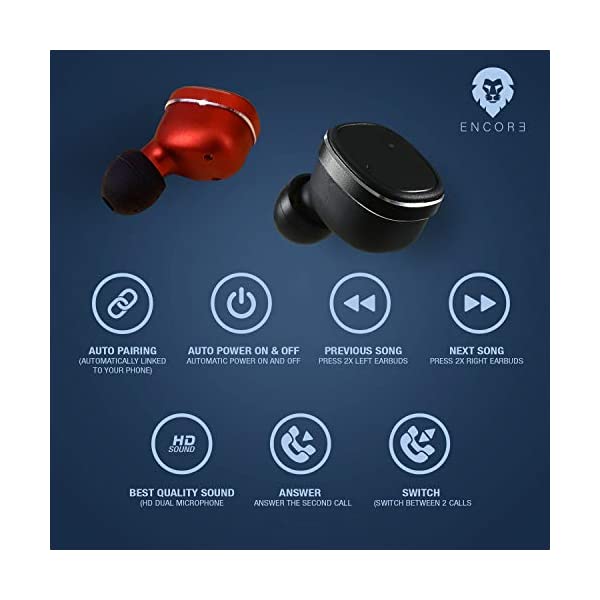 ENCORƎ
AUTO PAIRING
(AUTOMATICALLY LINKED
TO YOUR PHONE)
AUTO POWER ON & OFF
AUTOMATIC POWER ON AND OFF
PREVIOUS SONG
PRESS 2X LEFT EARBUDS
NEXT SONG
PRESS 2X RIGHT EARBUDS
HD
SOUND
BEST QUALITY SOUND
(HD DUAL MICROPHONE
ANSWER
ANSWER THE SECOND CALL
SWITCH
(SWITCH BETWEEN 2 CALLS